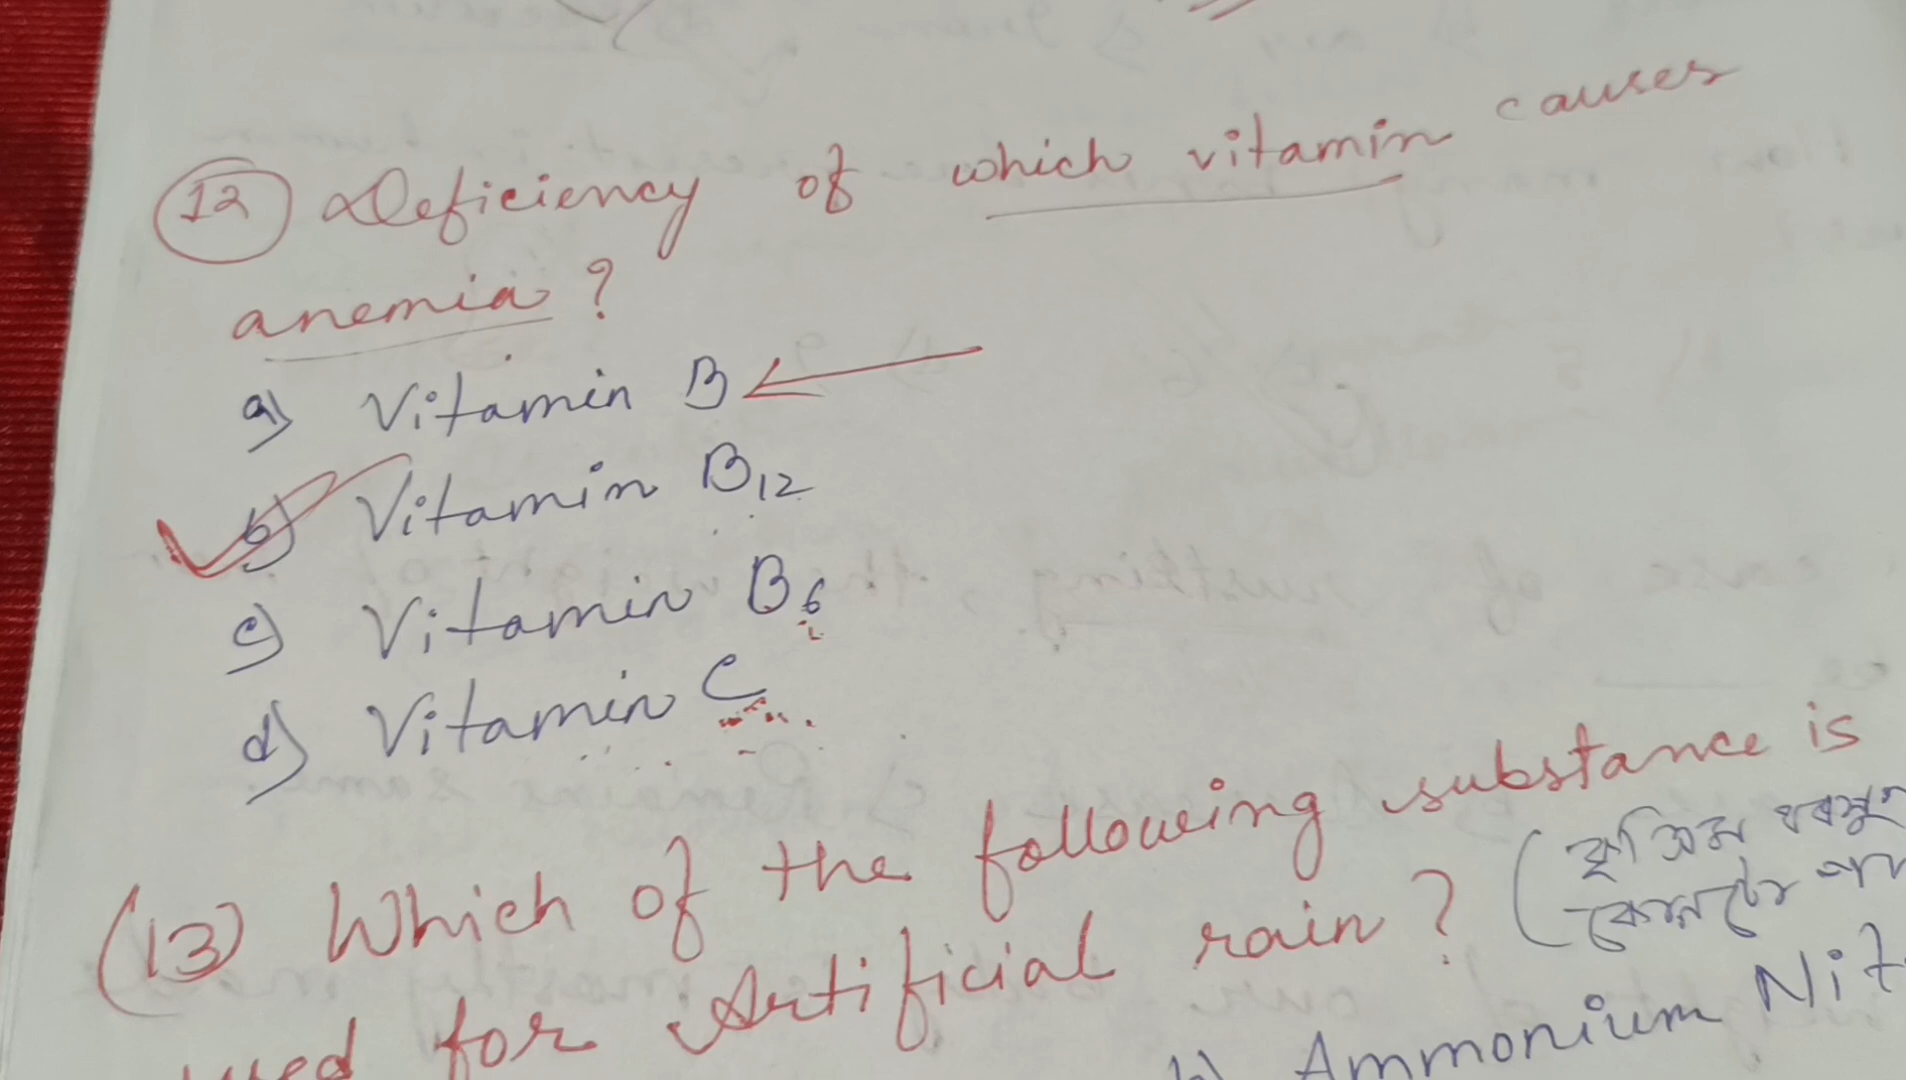 12 Deficiency of which vitamin causes
anemia ?
a) Vitamin B
b) Vitamin B12
c) Vitamin B6
d) Vitamin C
(13) Which of the following substance is
used for Artificial rain ? (
b) Ammonium Nit